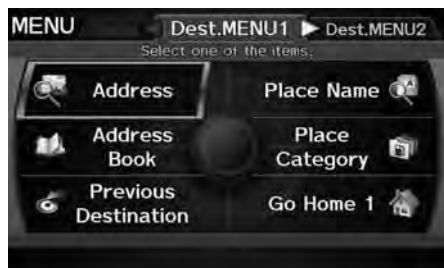 MENU
Dest.MENU1
Dest.MENU2
Select one of the items.
Address
Place Name
Address
Book
Place
Category
Previous
Destination
Go Home 1